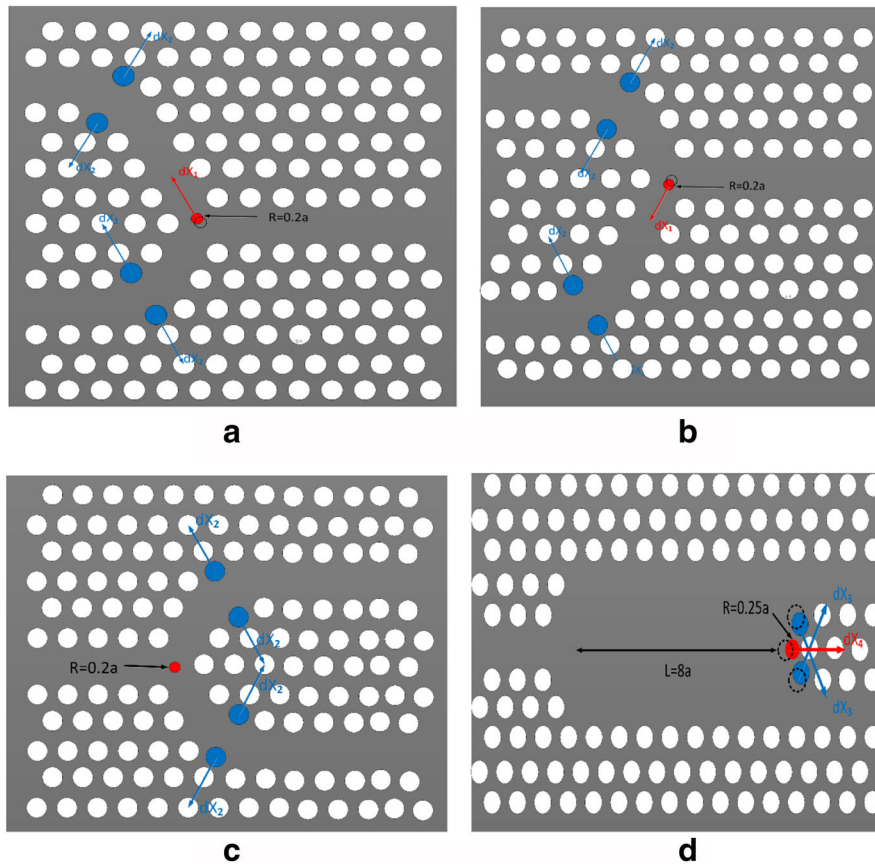 dX₂
dX₂
dX₁
dX₂
R=0.2a
dX₂
a
dX₂
dX₂
R=0.2a
dX₁
dX₂
b
dX₂
dX₂
R=0.2a
dX₂
dX₂
c
R=0.25a
dX₃
dX₄
L=8a
dX₃
d